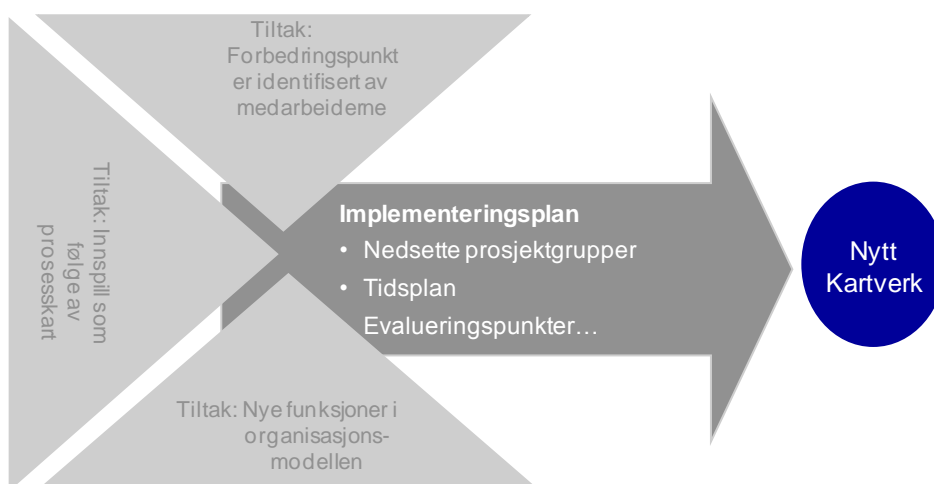 Tiltak:
Forbedringspunkt
er identifisert av
medarbeiderne
Tiltak: Innspill som
følge av
prosesskart
Implementeringsplan
• Nedsette prosjektgrupper
• Tidsplan
Evalueringspunkter…
Nytt
Kartverk
Tiltak: Nye funksjoner i
organisasjons-
modellen